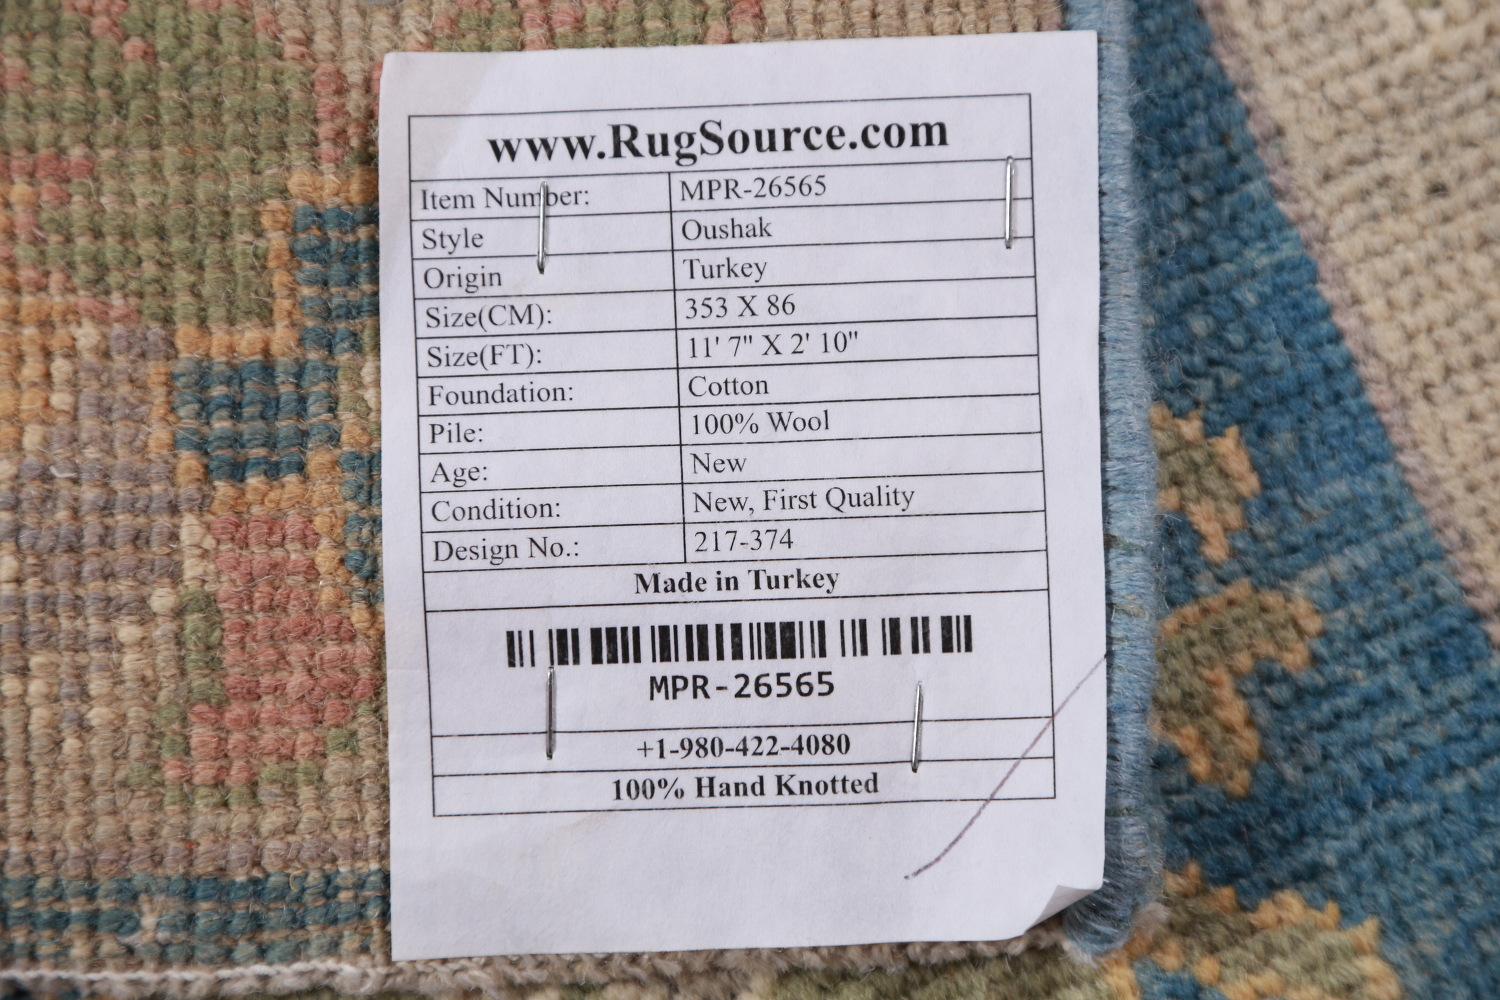 www.RugSource.com
Item Number: MPR-26565
Style Oushak
Origin Turkey
Size(CM): 353 X 86
Size(FT): 11' 7" X 2' 10"
Foundation: Cotton
Pile: 100% Wool
Age: New
Condition: New, First Quality
Design No.: 217-374
Made in Turkey
MPR-26565
+1-980-422-4080
100% Hand Knotted